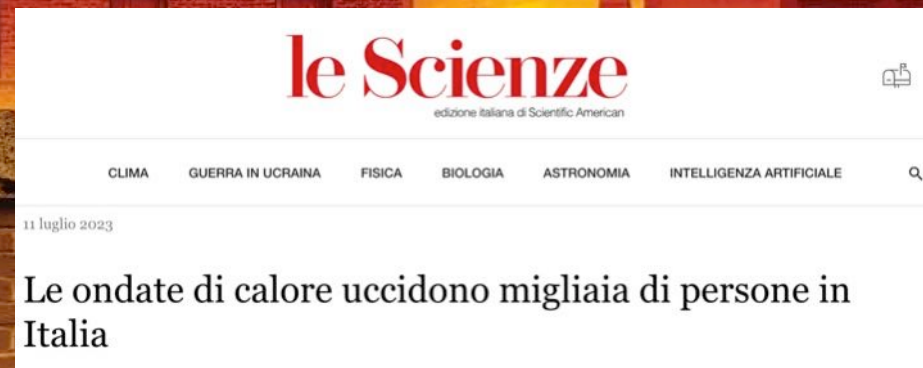 le Scienze
edizione italiana di Scientific American
CLIMA GUERRA IN UCRAINA FISICA BIOLOGIA ASTRONOMIA INTELLIGENZA ARTIFICIALE
11 luglio 2023
Le ondate di calore uccidono migliaia di persone in
Italia